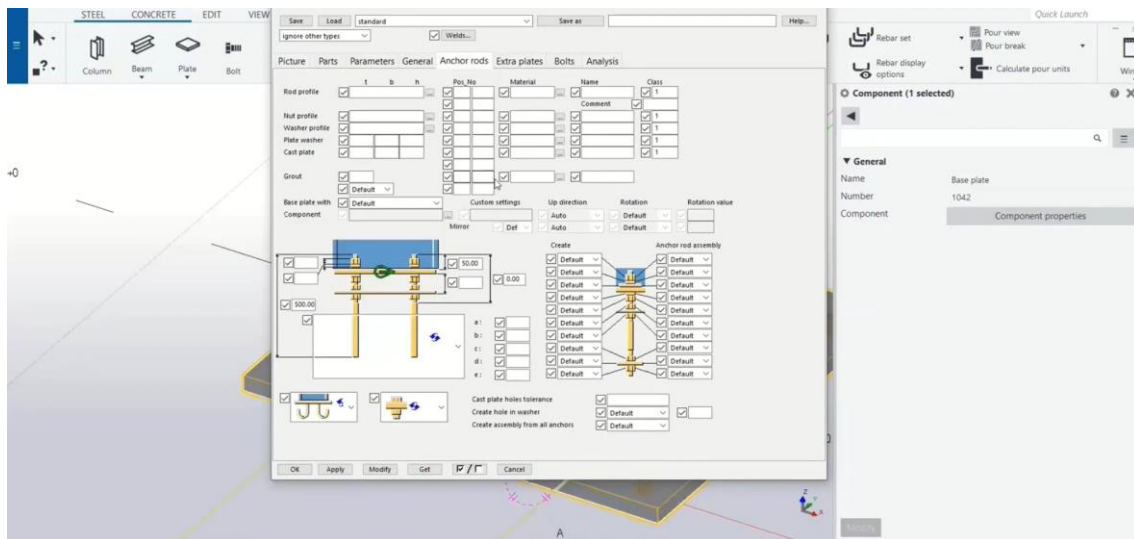 STEEL CONCRETE EDIT VIEW
Quick Launch
Save Load standard Save as Help...
ignore other types Welds...
Column Beam Plate Bolt
Rebar set
Rebar display options
Pour view
Pour break
Calculate pour units
Picture Parts Parameters General Anchor rods Extra plates Bolts Analysis
t b h Pos_No Material Name Class
Rod profile 1
Comment
Nut profile 1
Washer profile 1
Plate washer 1
Cast plate 1
Grout
Default
Base plate with Default Custom settings Up direction Rotation Rotation value
Component Auto Default
Mirror Def Auto Default
Create Anchor rod assembly
Default Default
Default Default
Default Default
Default Default
Default Default
Default Default
Default Default
Default Default
Default Default
Default Default
50.00
0.00
500.00
a :
b :
c :
d :
e :
Cast plate holes tolerance
Create hole in washer Default
Create assembly from all anchors Default
OK Apply Modify Get Cancel
Component (1 selected)
General
Name Base plate
Number 1042
Component Component properties
Modify
+0
A
z
y
x